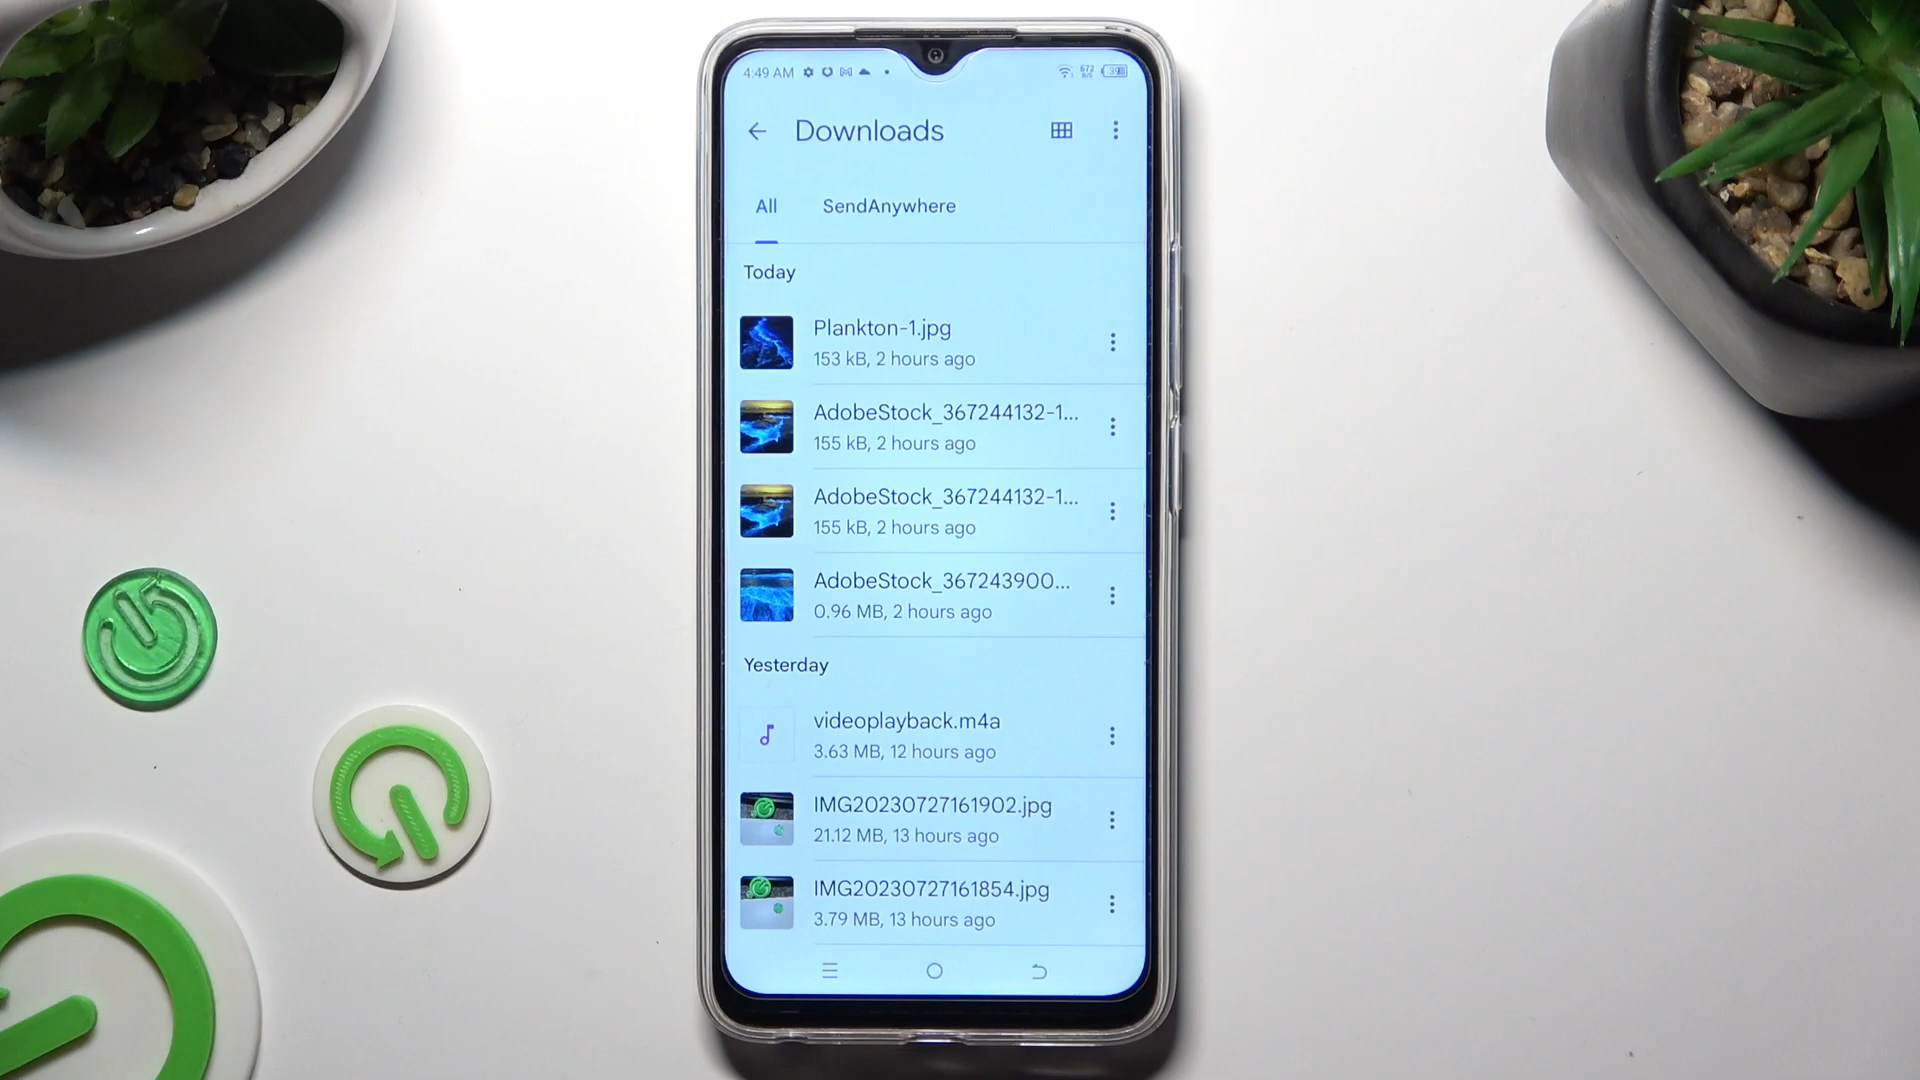 4:49 AM
672
B/S
39
Downloads
All
SendAnywhere
Today
Plankton-1.jpg
153 kB, 2 hours ago
AdobeStock_367244132-1...
155 kB, 2 hours ago
AdobeStock_367244132-1...
155 kB, 2 hours ago
AdobeStock_367243900...
0.96 MB, 2 hours ago
Yesterday
videoplayback.m4a
3.63 MB, 12 hours ago
IMG20230727161902.jpg
21.12 MB, 13 hours ago
IMG20230727161854.jpg
3.79 MB, 13 hours ago